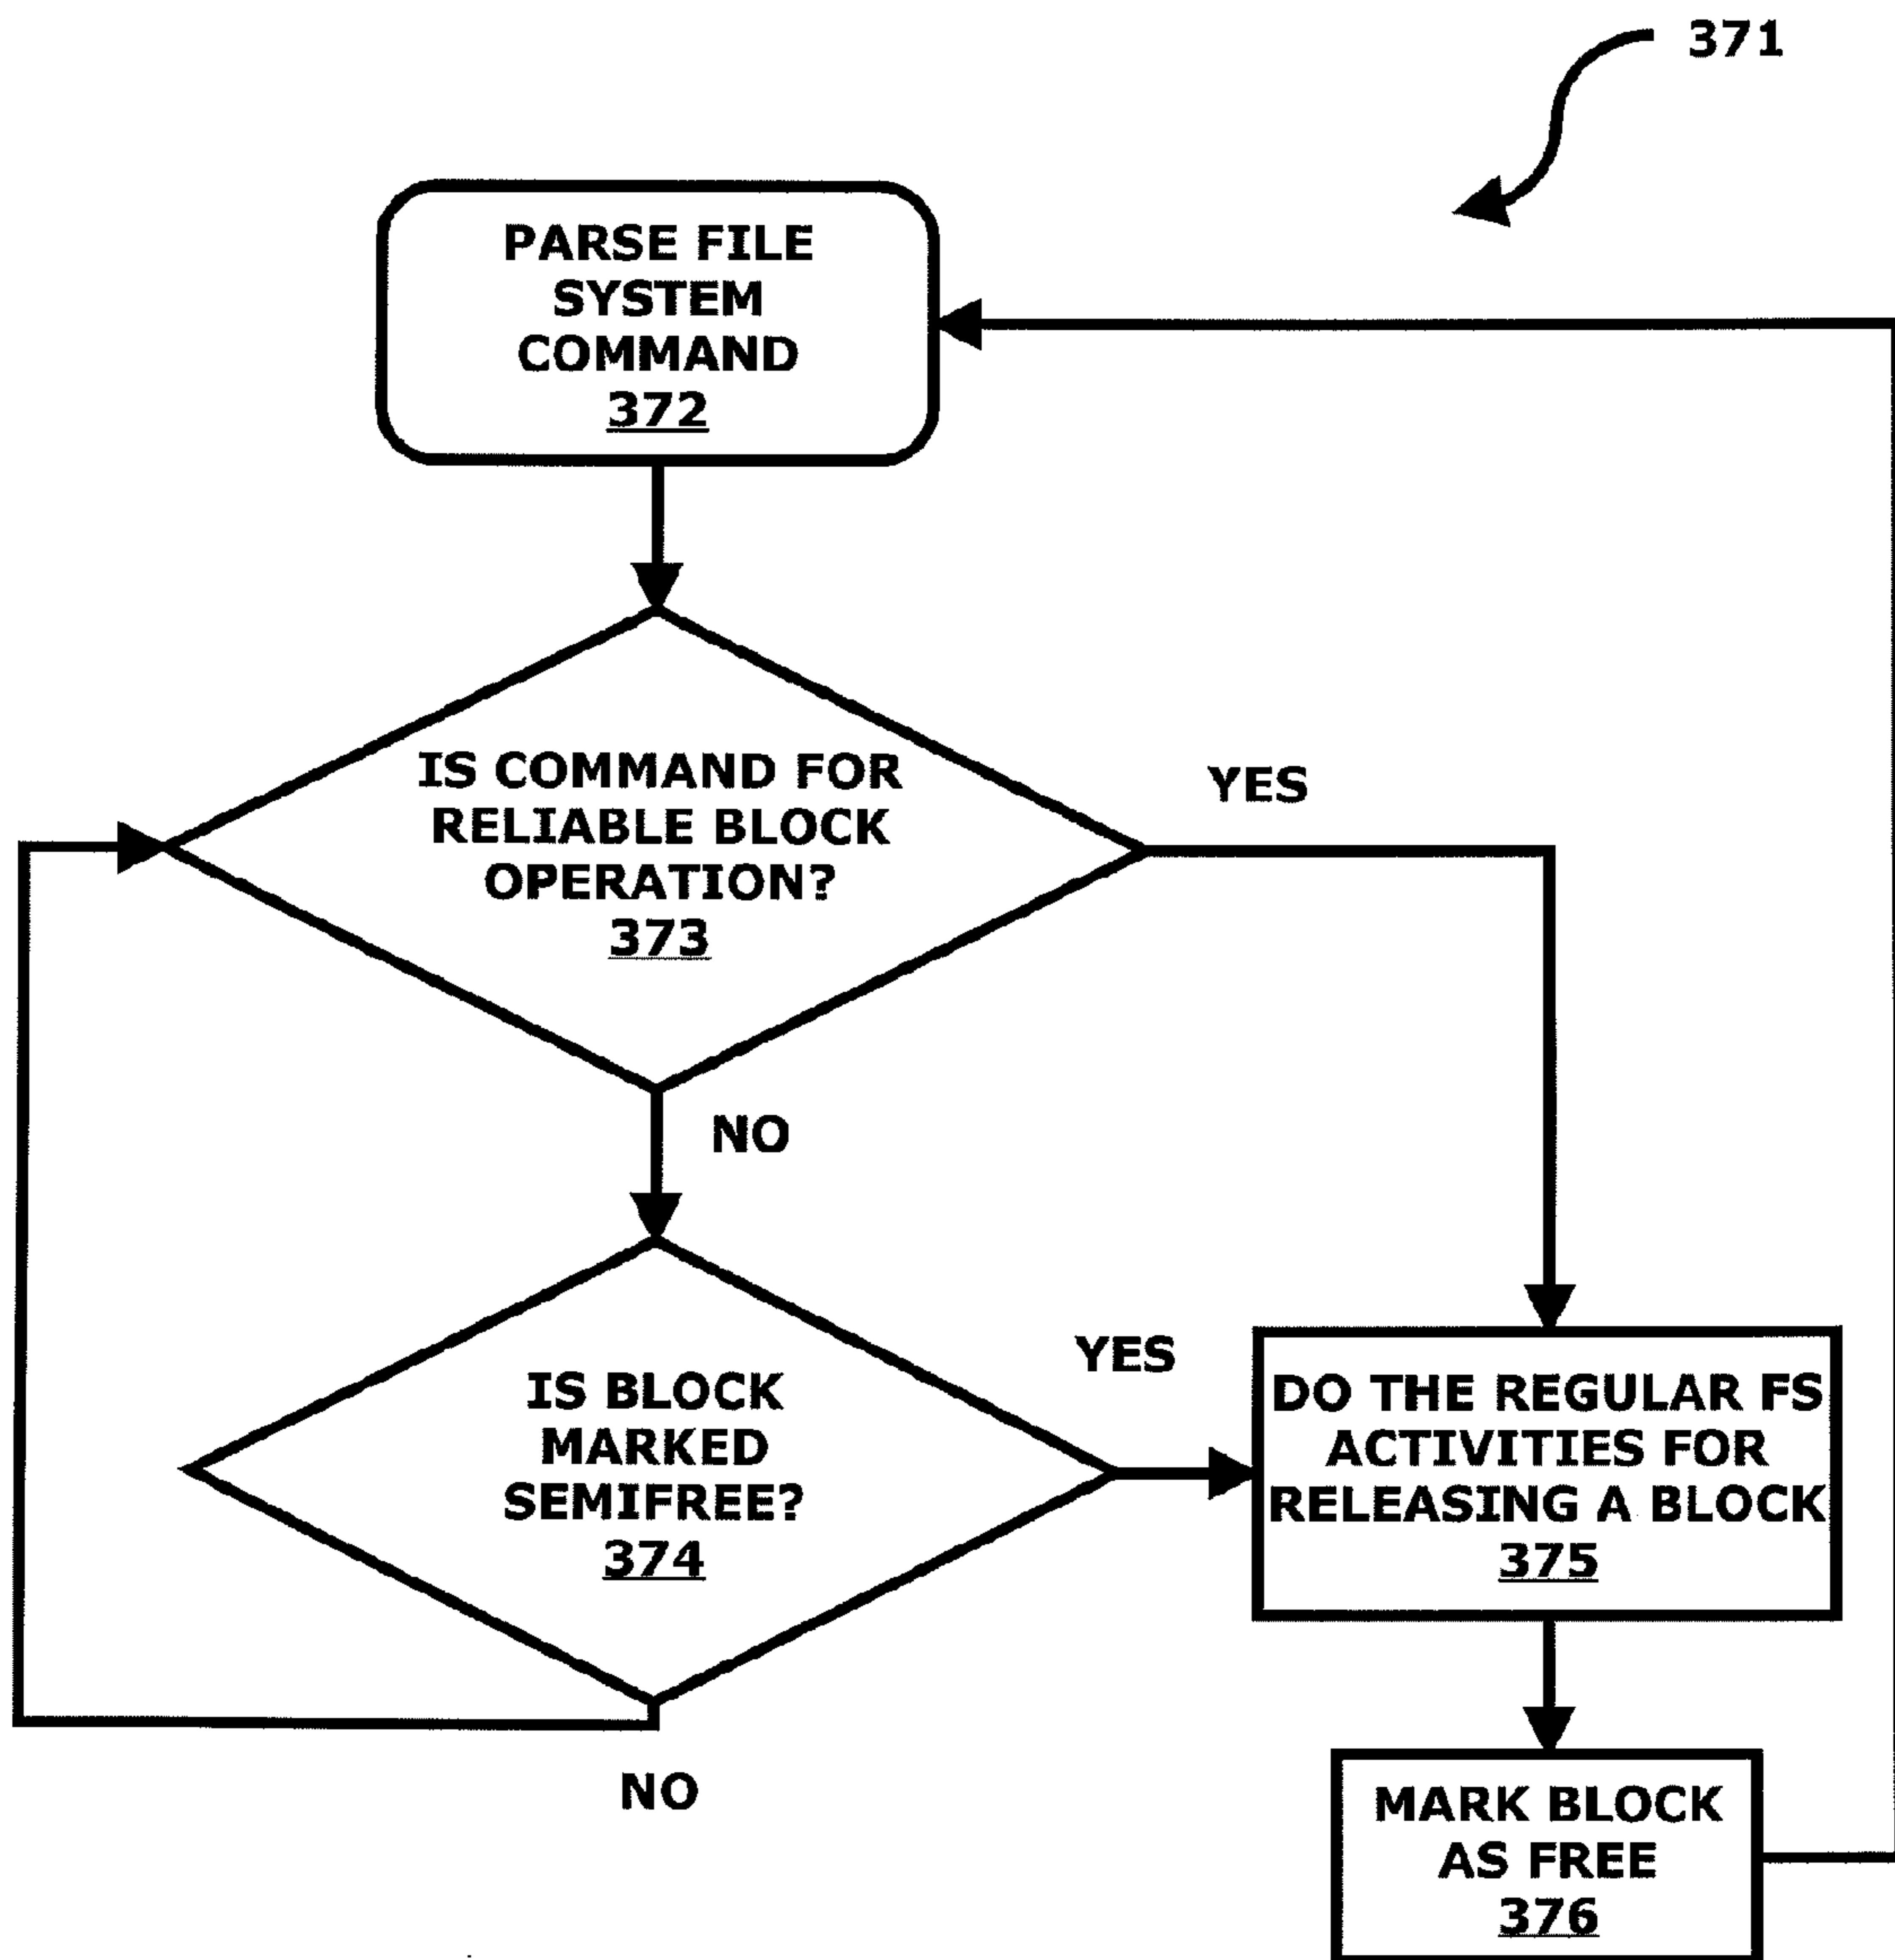 371
PARSE FILE
SYSTEM
COMMAND
372
IS COMMAND FOR
RELIABLE BLOCK
OPERATION?
373
YES
NO
IS BLOCK
MARKED
SEMIFREE?
374
YES
NO
DO THE REGULAR FS
ACTIVITIES FOR
RELEASING A BLOCK
375
MARK BLOCK
AS FREE
376